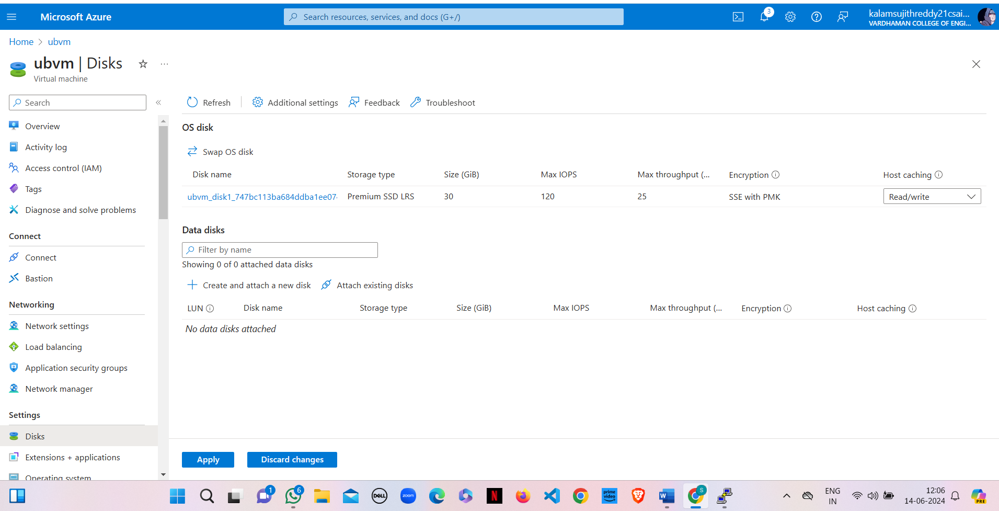 Microsoft Azure
Search resources, services, and docs (G+/)
3
kalamsujithreddy21csai...
VARDHAMAN COLLEGE OF ENGI...
Home > ubvm
ubvm | Disks
Virtual machine
Search
Refresh
Additional settings
Feedback
Troubleshoot
Overview
Activity log
Access control (IAM)
Tags
Diagnose and solve problems
Connect
Connect
Bastion
Networking
Network settings
Load balancing
Application security groups
Network manager
Settings
Disks
Extensions + applications
Operating system
OS disk
Swap OS disk
Disk name Storage type Size (GiB) Max IOPS Max throughput (... Encryption Host caching
ubvm_disk1_747bc113ba684ddba1ee07 Premium SSD LRS 30 120 25 SSE with PMK Read/write
Data disks
Filter by name
Showing 0 of 0 attached data disks
Create and attach a new disk Attach existing disks
LUN Disk name Storage type Size (GiB) Max IOPS Max throughput (... Encryption Host caching
No data disks attached
Apply Discard changes
1
6
DELL
zoom
N
prime video
W
S
ENG
IN
12:06
14-06-2024
PRE